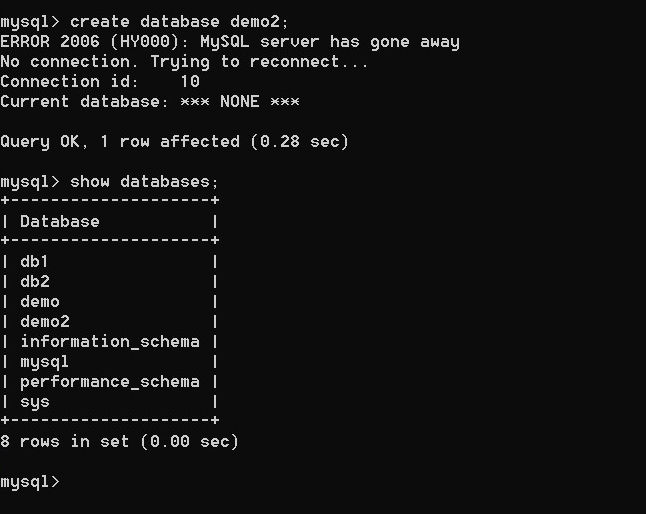 mysql> create database demo2;
ERROR 2006 (HY000): MySQL server has gone away
No connection. Trying to reconnect...
Connection id:    10
Current database: *** NONE ***

Query OK, 1 row affected (0.28 sec)

mysql> show databases;
+--------------------+
| Database           |
+--------------------+
| db1                |
| db2                |
| demo               |
| demo2              |
| information_schema |
| mysql              |
| performance_schema |
| sys                |
+--------------------+
8 rows in set (0.00 sec)

mysql>